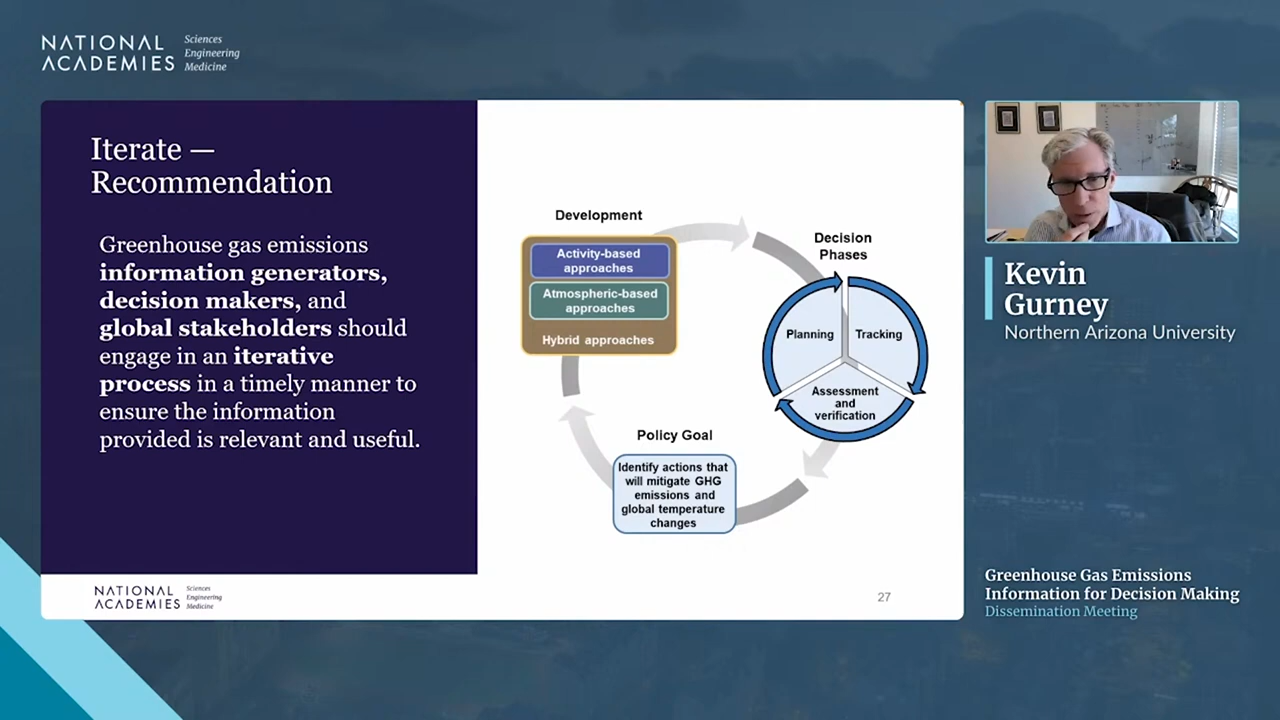 NATIONAL
ACADEMIES
Sciences
Engineering
Medicine
Iterate —
Recommendation
Greenhouse gas emissions
information generators,
decision makers, and
global stakeholders should
engage in an iterative
process in a timely manner to
ensure the information
provided is relevant and useful.
Development
Activity-based
approaches
Atmospheric-based
approaches
Hybrid approaches
Decision
Phases
Planning
Tracking
Assessment
and
verification
Policy Goal
Identify actions that
will mitigate GHG
emissions and
global temperature
changes
NATIONAL
ACADEMIES
Sciences
Engineering
Medicine
27
Kevin
Gurney
Northern Arizona University
Greenhouse Gas Emissions
Information for Decision Making
Dissemination Meeting